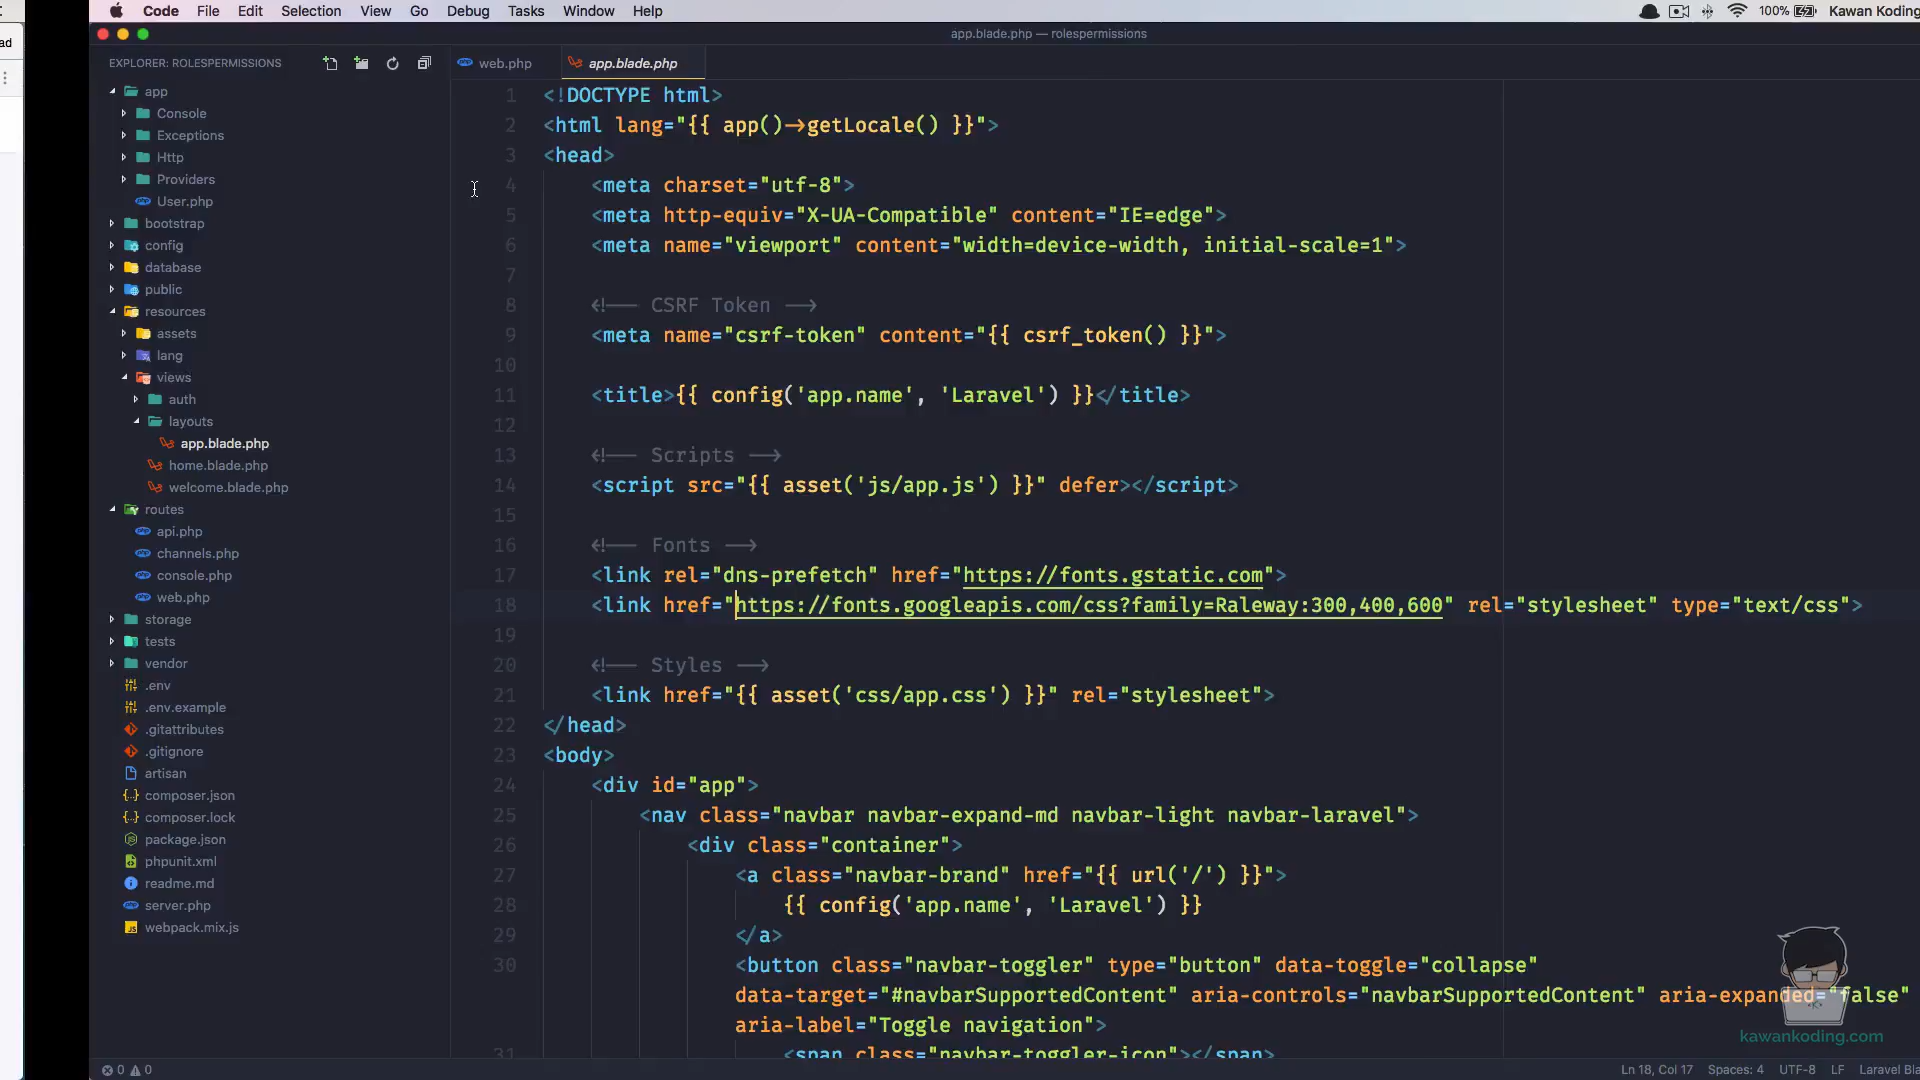 Code File Edit Selection View Go Debug Tasks Window Help 100% Kawan Koding
ad
app.blade.php — rolespermissions
EXPLORER: ROLESPERMISSIONS
web.php app.blade.php
app
Console
Exceptions
Http
Providers
User.php
bootstrap
config
database
public
resources
assets
lang
views
auth
layouts
app.blade.php
home.blade.php
welcome.blade.php
routes
api.php
channels.php
console.php
web.php
storage
tests
vendor
.env
.env.example
.gitattributes
.gitignore
artisan
composer.json
composer.lock
package.json
phpunit.xml
readme.md
server.php
webpack.mix.js
1 <!DOCTYPE html>
2 <html lang="{{ app()->getLocale() }}">
3 <head>
4 <meta charset="utf-8">
5 <meta http-equiv="X-UA-Compatible" content="IE=edge">
6 <meta name="viewport" content="width=device-width, initial-scale=1">
7
8 <!-- CSRF Token -->
9 <meta name="csrf-token" content="{{ csrf_token() }}">
10
11 <title>{{ config('app.name', 'Laravel') }}</title>
12
13 <!-- Scripts -->
14 <script src="{{ asset('js/app.js') }}" defer></script>
15
16 <!-- Fonts -->
17 <link rel="dns-prefetch" href="https://fonts.gstatic.com">
18 <link href="https://fonts.googleapis.com/css?family=Raleway:300,400,600" rel="stylesheet" type="text/css">
19
20 <!-- Styles -->
21 <link href="{{ asset('css/app.css') }}" rel="stylesheet">
22 </head>
23 <body>
24 <div id="app">
25 <nav class="navbar navbar-expand-md navbar-light navbar-laravel">
26 <div class="container">
27 <a class="navbar-brand" href="{{ url('/') }}">
28 {{ config('app.name', 'Laravel') }}
29 </a>
30 <button class="navbar-toggler" type="button" data-toggle="collapse"
data-target="#navbarSupportedContent" aria-controls="navbarSupportedContent" aria-expanded="false"
aria-label="Toggle navigation">
31 <span class="navbar-toggler-icon"></span>
kawankoding.com
0 0 Ln 18, Col 17 Spaces: 4 UTF-8 LF Laravel Bla